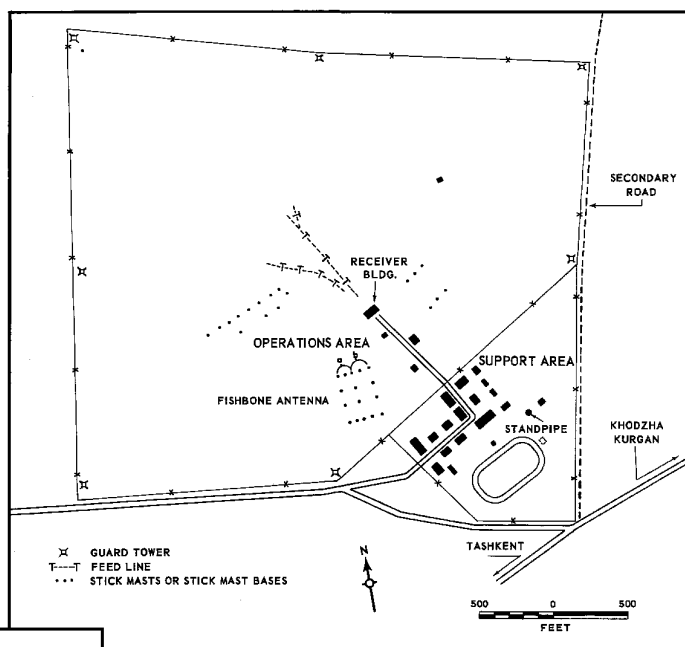 SECONDARY
ROAD
RECEIVER
BLDG.
OPERATIONS AREA
SUPPORT AREA
FISHBONE ANTENNA
STANDPIPE
KHODZHA
KURGAN
TASHKENT
GUARD TOWER
FEED LINE
STICK MASTS OR STICK MAST BASES
N
500 0 500
FEET